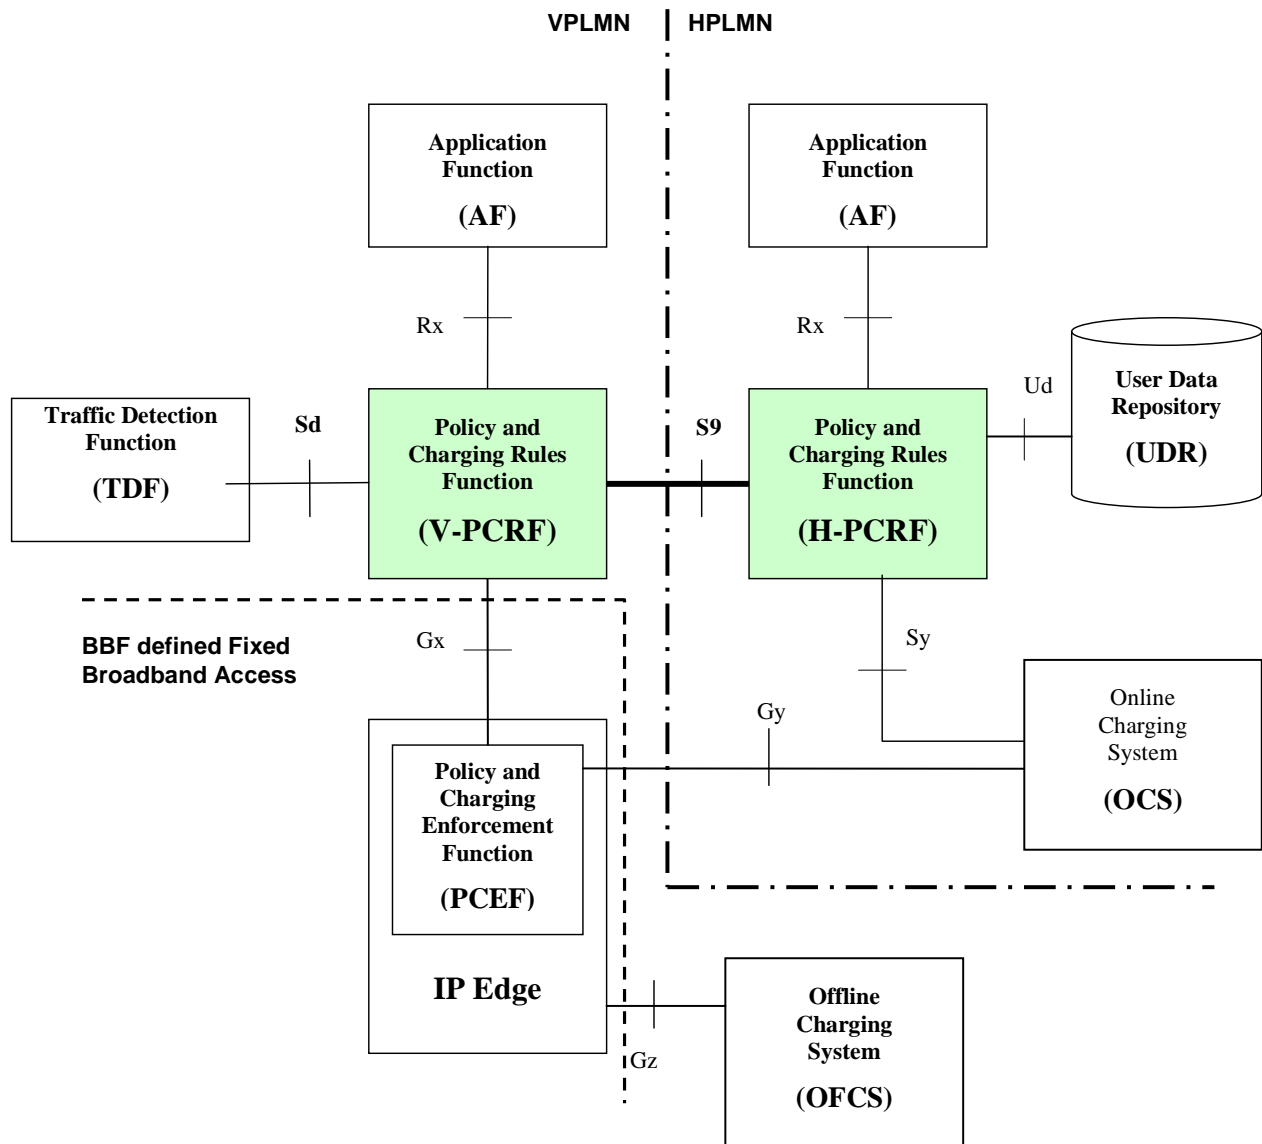 VPLMN
HPLMN
Application
Function
(AF)
Application
Function
(AF)
Rx
Rx
Traffic Detection
Function
(TDF)
Sd
Policy and
Charging Rules
Function
(V-PCRF)
S9
Policy and
Charging Rules
Function
(H-PCRF)
Ud
User Data
Repository
(UDR)
BBF defined Fixed
Broadband Access
Gx
Sy
Gy
Online
Charging
System
(OCS)
Policy and
Charging
Enforcement
Function
(PCEF)
IP Edge
Gz
Offline
Charging
System
(OFCS)